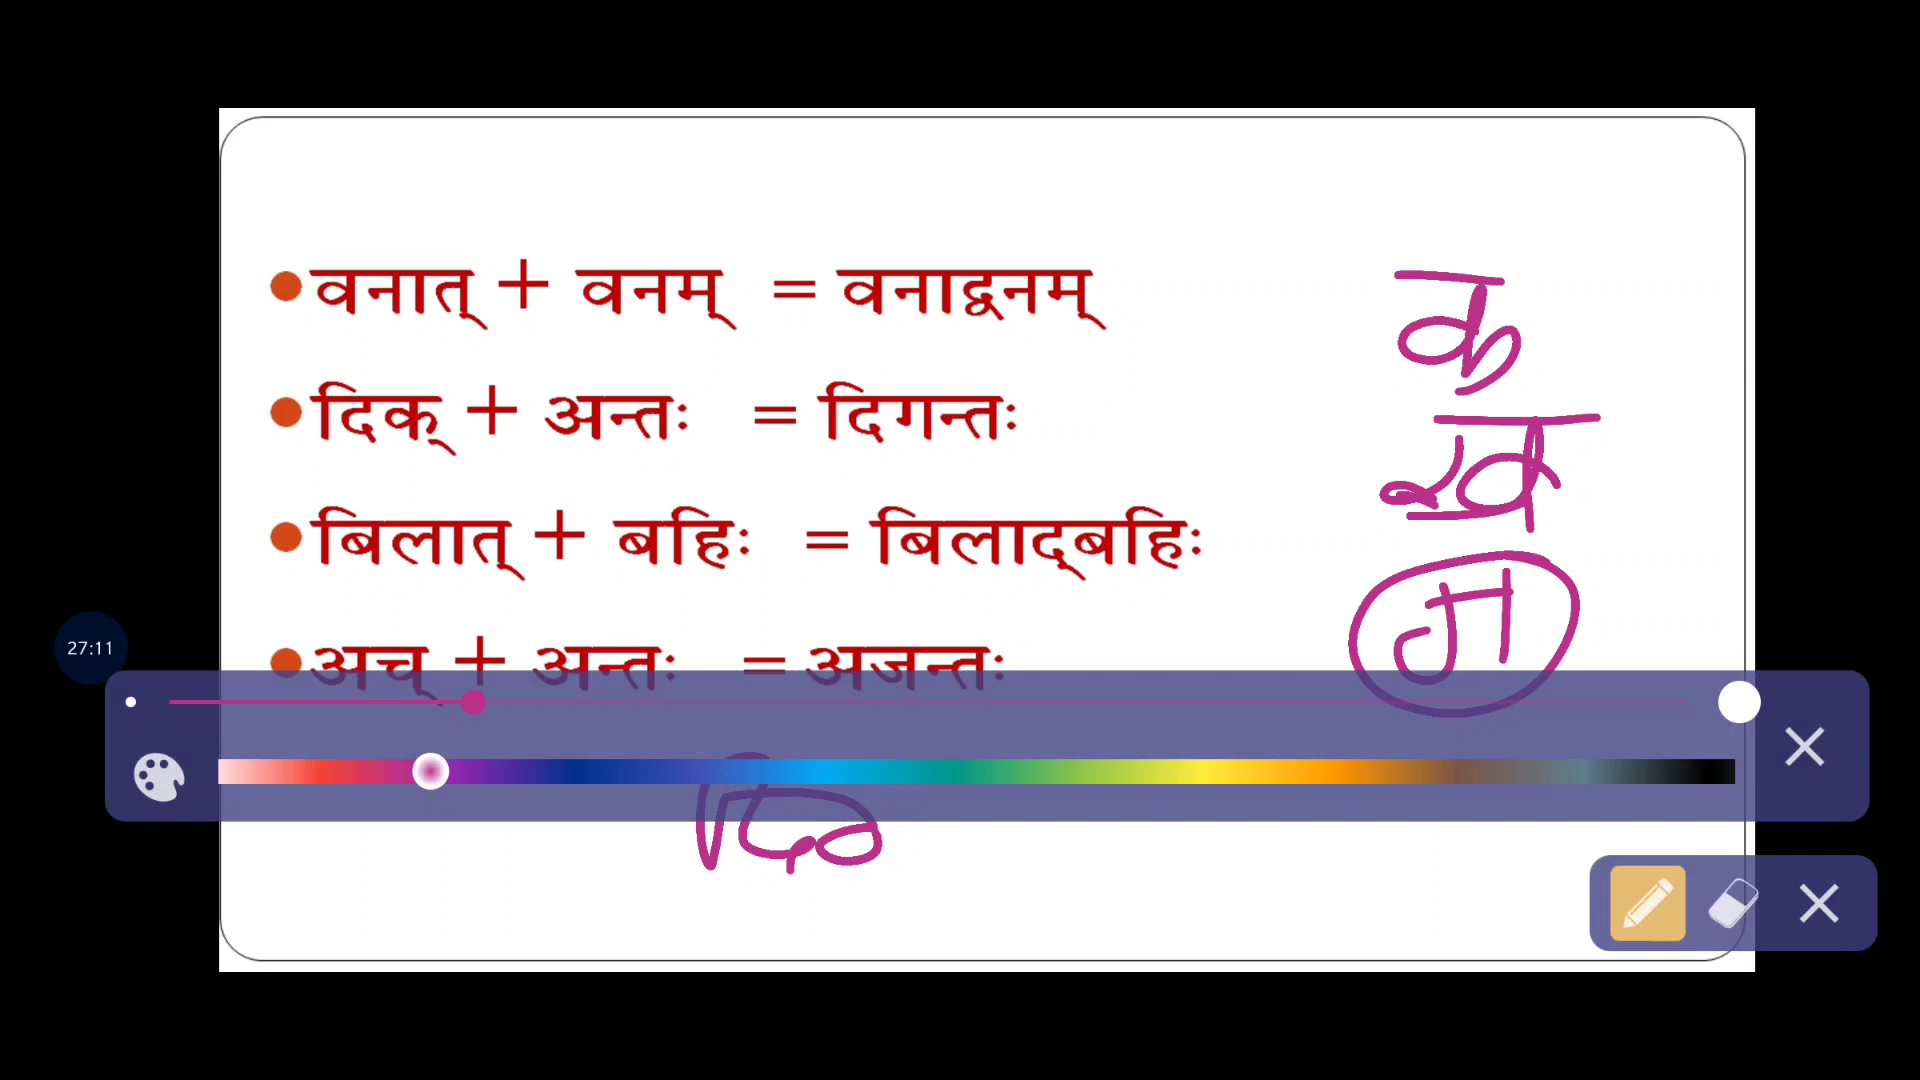 वनात् + वनम् = वनाद्वनम्
दिक् + अन्तः = दिगन्तः
बिलात् + बहिः = बिलाद्बहिः
अच् + अन्तः = अजन्तः
क
ख
ग
27:11